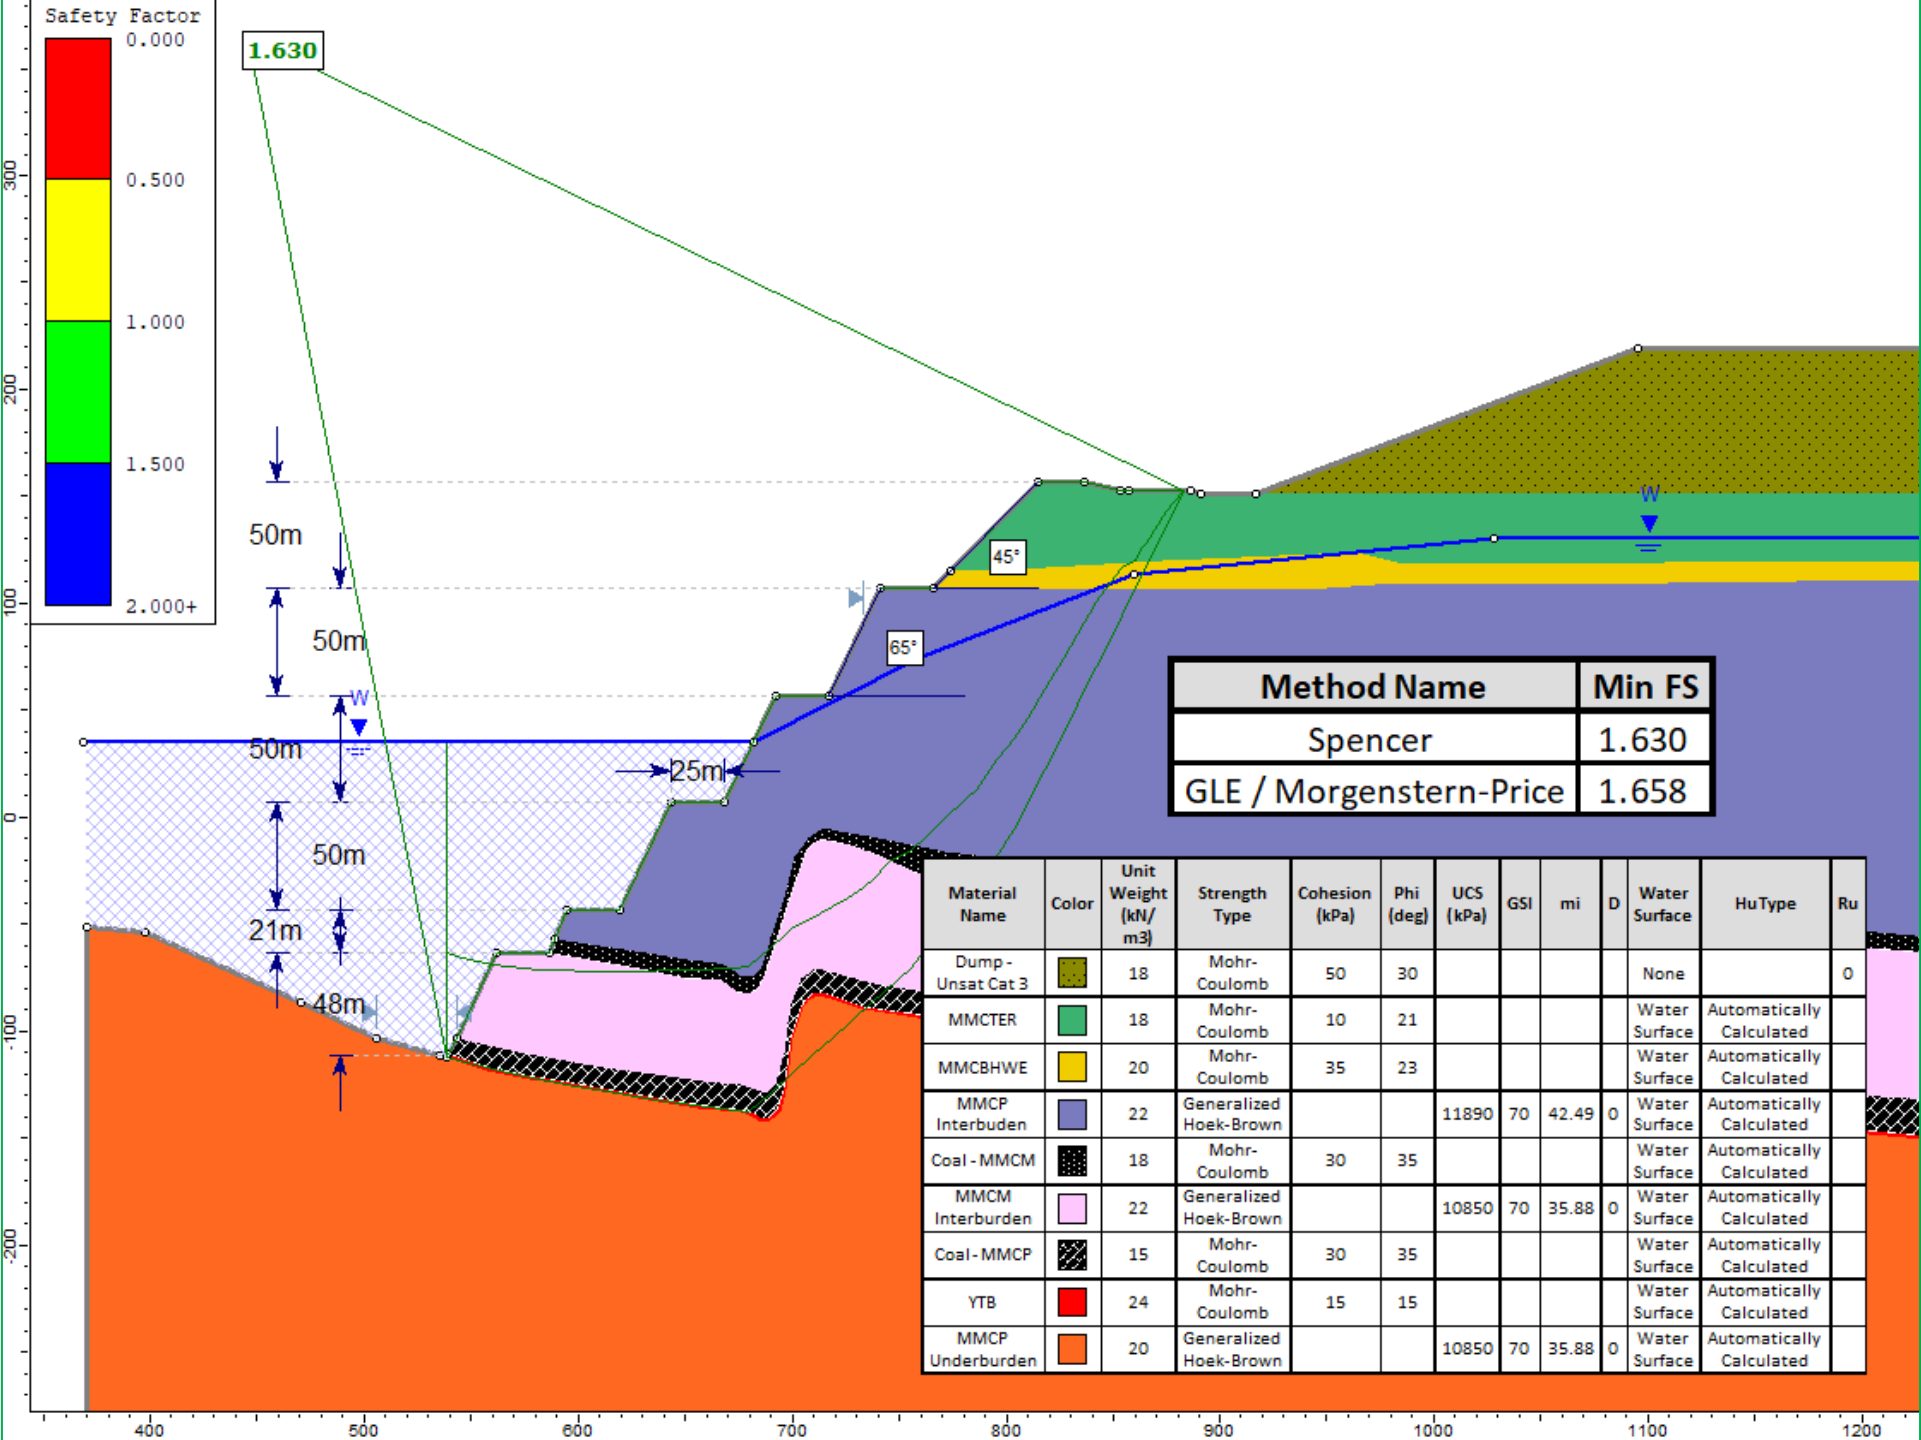 Safety Factor
0.000
0.500
1.000
1.500
2.000+
1.630
300
200
100
0
-100
-200
50m
50m
50m
50m
21m
48m
25m
45°
65°
W
W
Method Name Min FS
Spencer 1.630
GLE / Morgenstern-Price 1.658
Material Name Color Unit Weight (kN/m3) Strength Type Cohesion (kPa) Phi (deg) UCS (kPa) GSI mi D Water Surface HuType Ru
Dump - Unsat Cat 3 18 Mohr-Coulomb 50 30 None 0
MMCTER 18 Mohr-Coulomb 10 21 Water Surface Automatically Calculated
MMCBHWE 20 Mohr-Coulomb 35 23 Water Surface Automatically Calculated
MMCP Interbuden 22 Generalized Hoek-Brown 11890 70 42.49 0 Water Surface Automatically Calculated
Coal - MMCM 18 Mohr-Coulomb 30 35 Water Surface Automatically Calculated
MMCM Interburden 22 Generalized Hoek-Brown 10850 70 35.88 0 Water Surface Automatically Calculated
Coal - MMCP 15 Mohr-Coulomb 30 35 Water Surface Automatically Calculated
YTB 24 Mohr-Coulomb 15 15 Water Surface Automatically Calculated
MMCP Underburden 20 Generalized Hoek-Brown 10850 70 35.88 0 Water Surface Automatically Calculated
400 500 600 700 800 900 1000 1100 1200